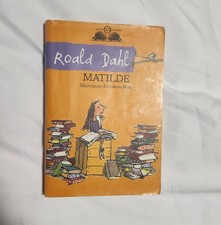 Roald Dahl
MATILDE
Illustrazioni di Quentin Blake